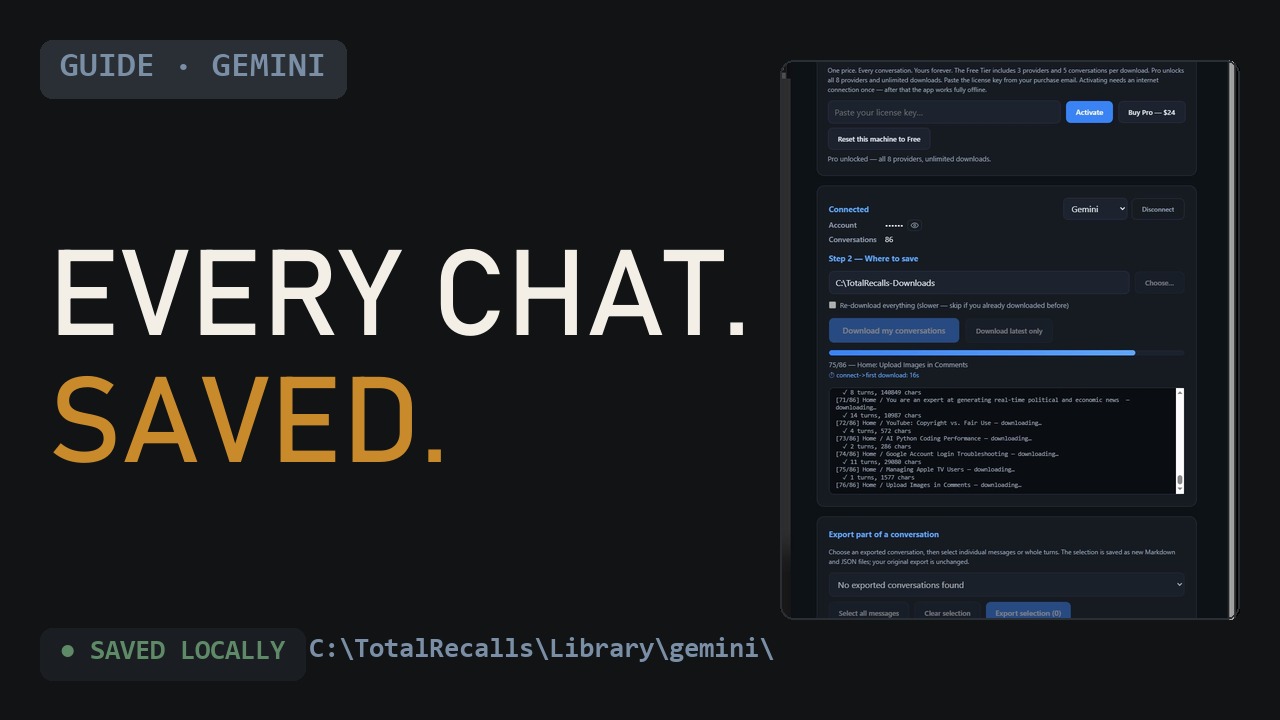 GUIDE · GEMINI
EVERY CHAT.
SAVED.
● SAVED LOCALLY
C:\TotalRecalls\Library\gemini\
One price. Every conversation. Yours forever. The Free Tier includes 3 providers and 5 conversations per download. Pro unlocks
all 8 providers and unlimited downloads. Paste the license key from your purchase email. Activating needs an internet
connection once — after that the app works fully offline.
Paste your license key...
Activate
Buy Pro — $24
Reset this machine to Free
Pro unlocked — all 8 providers, unlimited downloads.
Connected
Gemini
Disconnect
Account ••••••
Conversations 86
Step 2 — Where to save
C:\TotalRecalls-Downloads
Choose...
Re-download everything (slower — skip if you already downloaded before)
Download my conversations
Download latest only
75/86 — Home: Upload Images in Comments
⏱ connect->first download: 16s
✓ 8 turns, 140849 chars
[71/86] Home / You are an expert at generating real-time political and economic news —
downloading…
✓ 14 turns, 10987 chars
[72/86] Home / YouTube: Copyright vs. Fair Use — downloading…
✓ 4 turns, 572 chars
[73/86] Home / AI Python Coding Performance — downloading…
✓ 2 turns, 286 chars
[74/86] Home / Google Account Login Troubleshooting — downloading…
✓ 11 turns, 29080 chars
[75/86] Home / Managing Apple TV Users — downloading…
✓ 1 turns, 1577 chars
[76/86] Home / Upload Images in Comments — downloading…
Export part of a conversation
Choose an exported conversation, then select individual messages or whole turns. The selection is saved as new Markdown
and JSON files; your original export is unchanged.
No exported conversations found
Select all messages
Clear selection
Export selection (0)